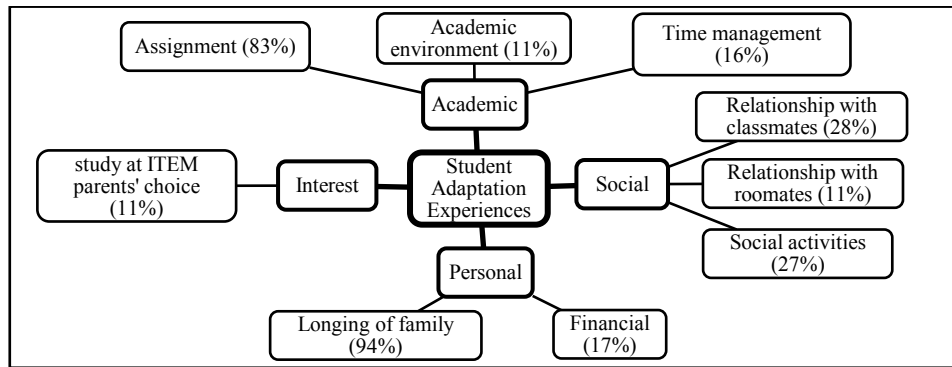 Assignment (83%)
Academic
environment (11%)
Time management
(16%)
Academic
Relationship with
classmates (28%)
study at ITEM
parents' choice
(11%)
Interest
Student
Adaptation
Experiences
Social
Relationship with
roomates (11%)
Social activities
(27%)
Personal
Longing of family
(94%)
Financial
(17%)